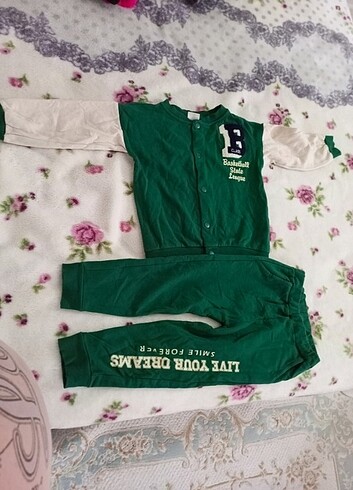 Basketball
State
League
LIVE YOUR DREAMS
SMILE FOREVER